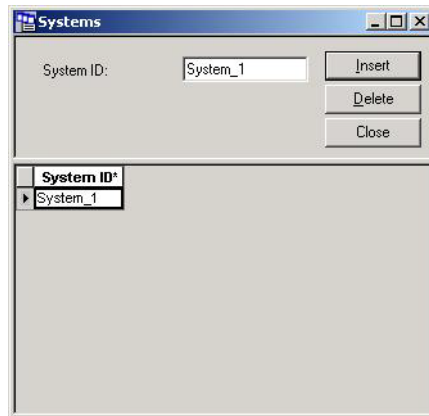 Systems
System ID: System_1 Insert
Delete
Close
System ID*
System_1